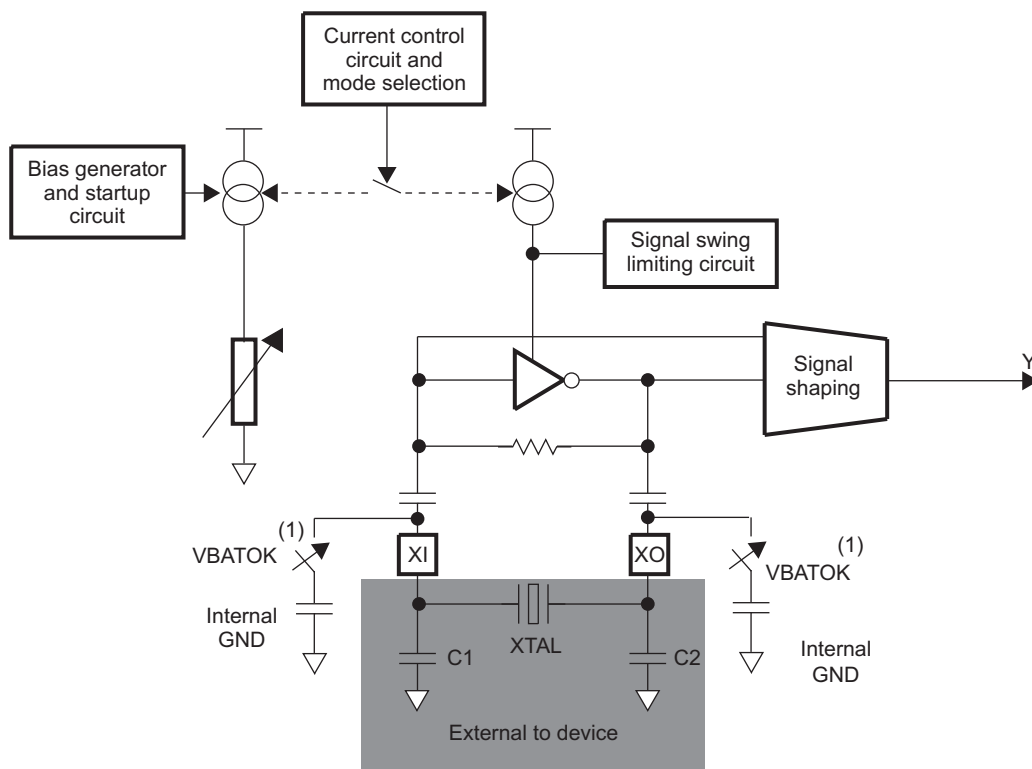 Current control
circuit and
mode selection
Bias generator
and startup
circuit
Signal swing
limiting circuit
Signal
shaping
Y
(1)
VBATOK
XI
XO
(1)
VBATOK
Internal
GND
XTAL
C1
C2
Internal
GND
External to device